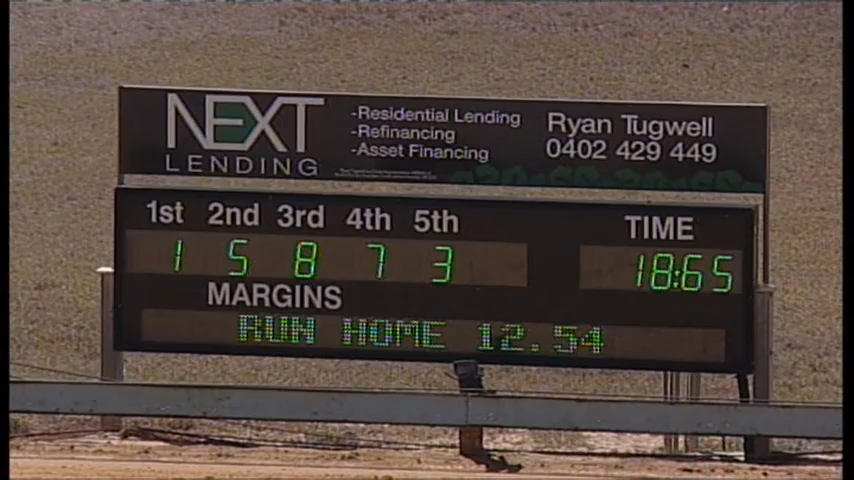 NEXT
LENDING
-Residential Lending
-Refinancing
-Asset Financing
Ryan Tugwell
0402 429 449
1st 2nd 3rd 4th 5th
1 5 8 7 3
TIME
18:65
MARGINS
RUN HOME 12.54